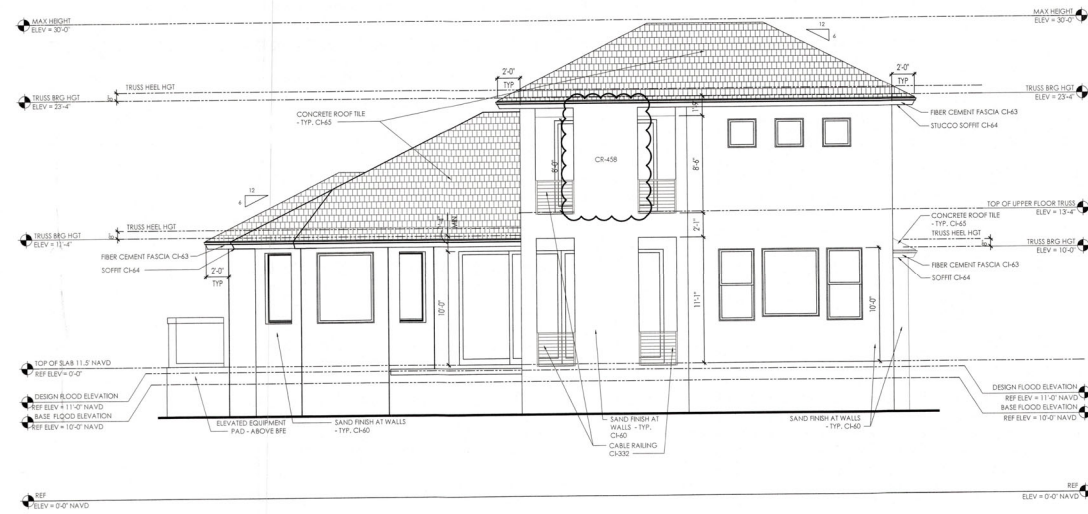 MAX HEIGHT
ELEV = 30'-0"
MAX HEIGHT
ELEV = 30'-0"
12
6
2'-0"
TYP
2'-0"
TYP
TRUSS HEEL HGT
8"
TRUSS BRG HGT
ELEV = 23'-4"
TRUSS HEEL HGT
TRUSS BRG HGT
ELEV = 23'-4"
CONCRETE ROOF TILE
- TYP. CI-65
FIBER CEMENT FASCIA CI-63
STUCCO SOFFIT CI-64
CR-458
8'-0"
8'-6"
12
6
TOP OF UPPER FLOOR TRUSS
ELEV = 13'-4"
CONCRETE ROOF TILE
- TYP. CI-65
TRUSS HEEL HGT
8"
TRUSS BRG HGT
ELEV = 10'-0"
FIBER CEMENT FASCIA CI-63
SOFFIT CI-64
TRUSS HEEL HGT
8"
TRUSS BRG HGT
ELEV = 11'-4"
FIBER CEMENT FASCIA CI-63
SOFFIT CI-64
2'-0"
TYP
MIN
2'-1"
10'-0"
11'-1"
10'-0"
TOP OF SLAB 11.5' NAVD
REF ELEV = 0'-0"
DESIGN FLOOD ELEVATION
REF ELEV = 11'-0" NAVD
BASE FLOOD ELEVATION
REF ELEV = 10'-0" NAVD
DESIGN FLOOD ELEVATION
REF ELEV = 11'-0" NAVD
BASE FLOOD ELEVATION
REF ELEV = 10'-0" NAVD
ELEVATED EQUIPMENT
PAD - ABOVE BFE
SAND FINISH AT WALLS
- TYP. CI-60
SAND FINISH AT
WALLS - TYP.
CI-60
CABLE RAILING
CI-332
SAND FINISH AT WALLS
- TYP. CI-60
REF
ELEV = 0'-0" NAVD
REF
ELEV = 0'-0" NAVD